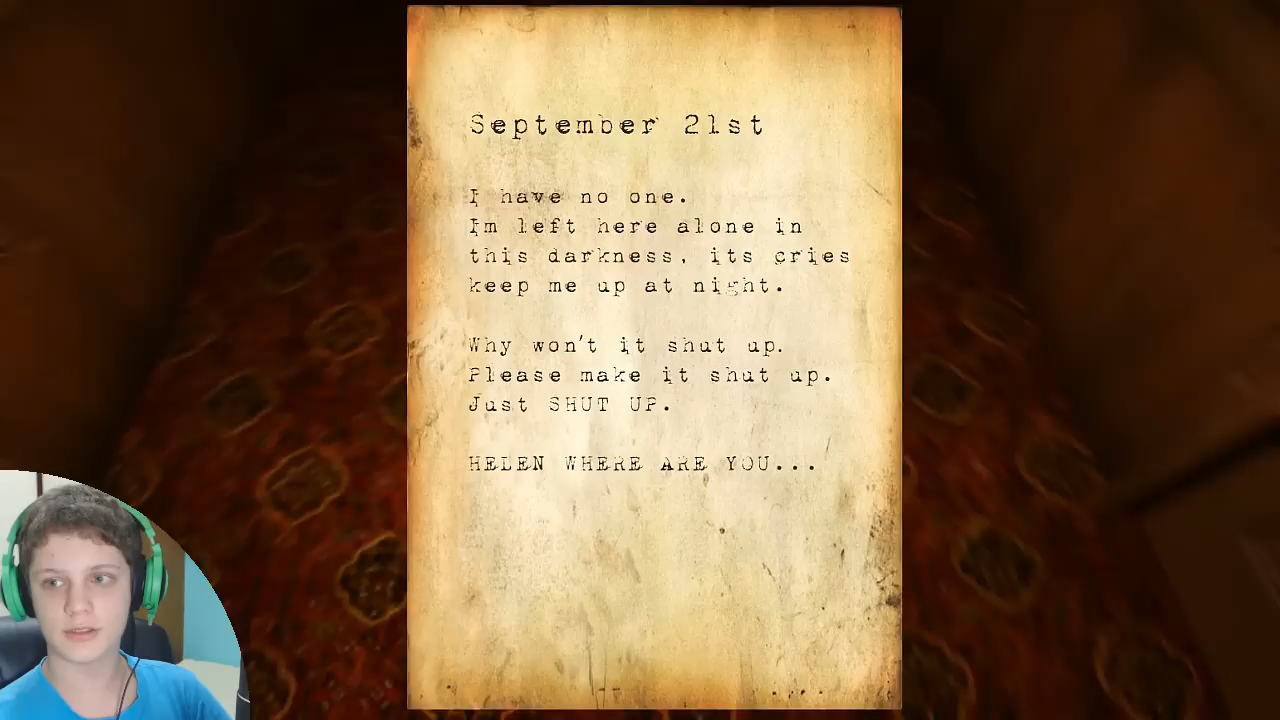 September 21st
I have no one.
Im left here alone in
this darkness, its cries
keep me up at night.
Why won't it shut up.
Please make it shut up.
Just SHUT UP.
HELEN WHERE ARE YOU...